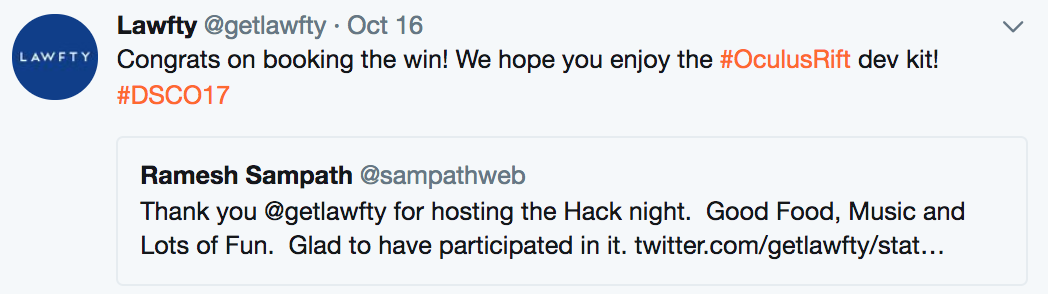 LAWFTY
Lawfty @getlawfty · Oct 16
Congrats on booking the win! We hope you enjoy the #OculusRift dev kit!
#DSCO17
Ramesh Sampath @sampathweb
Thank you @getlawfty for hosting the Hack night.  Good Food, Music and
Lots of Fun.  Glad to have participated in it. twitter.com/getlawfty/stat…